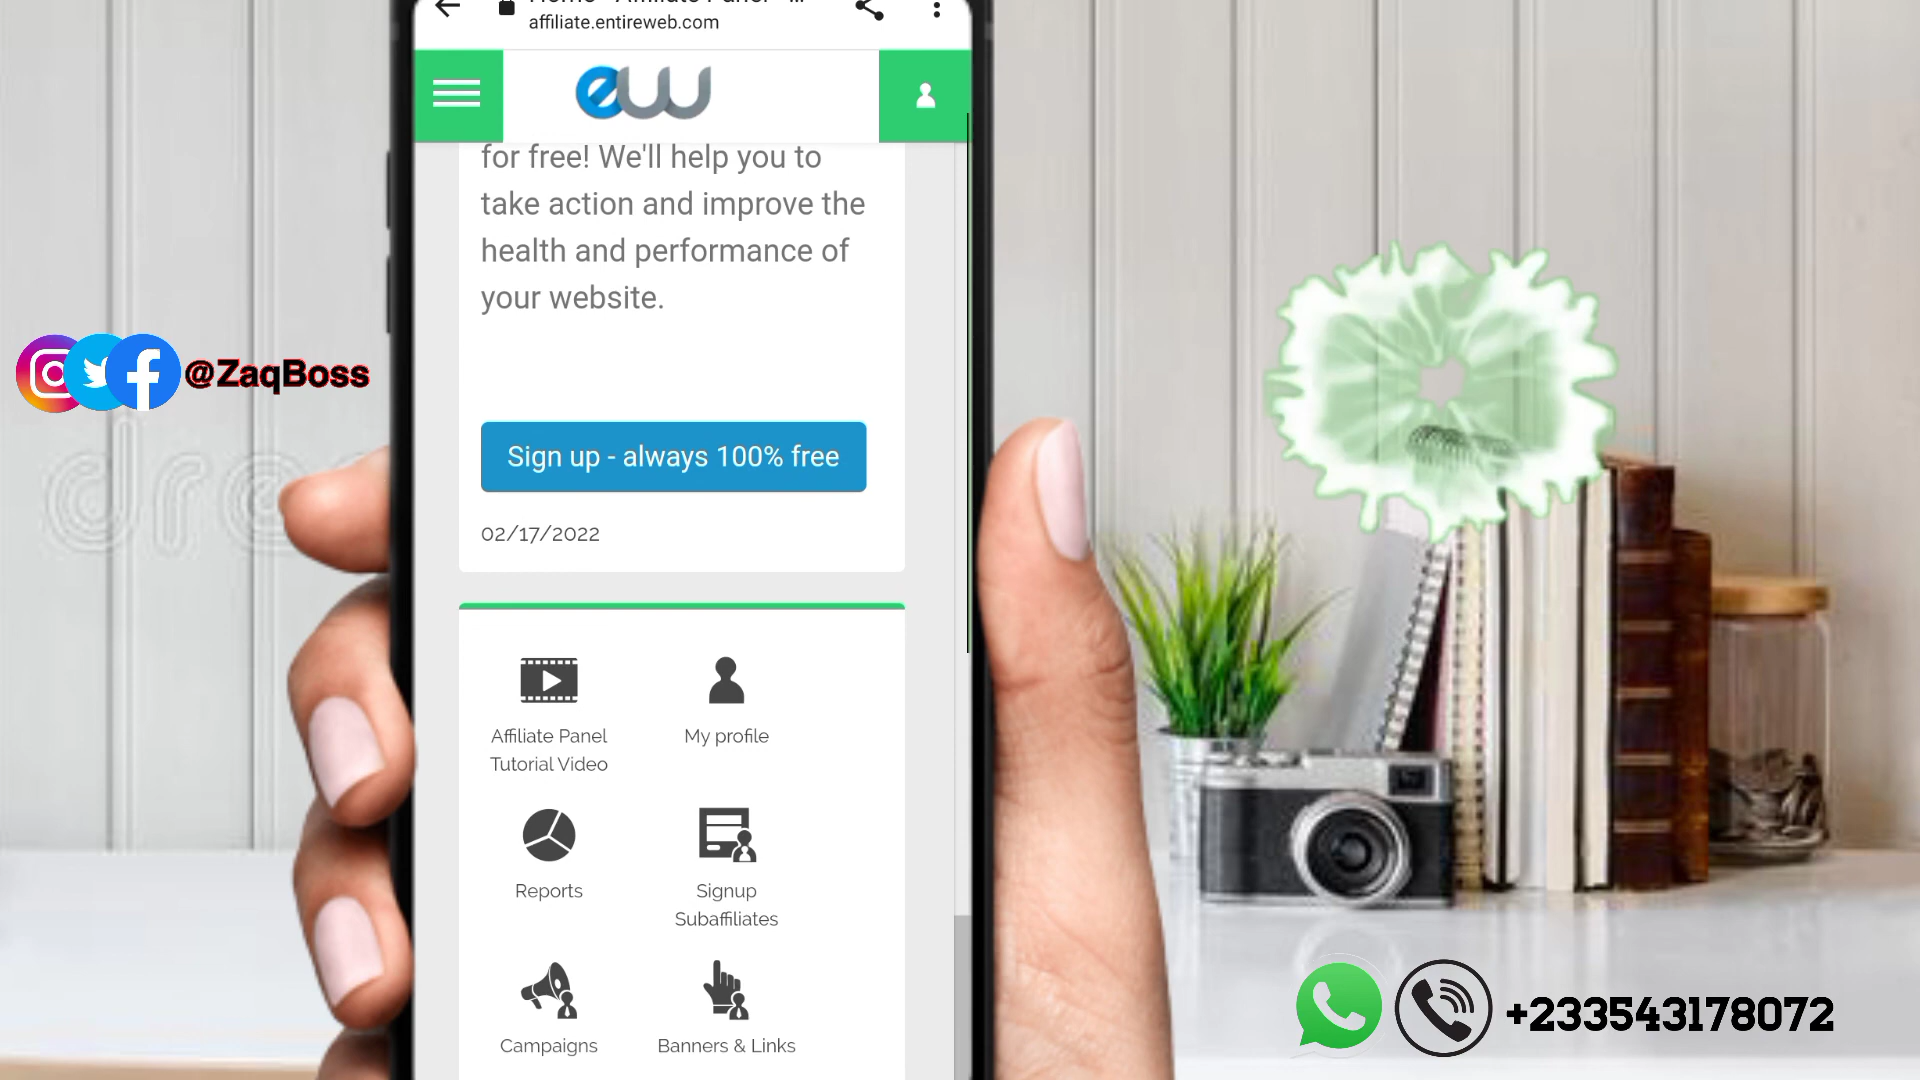 affiliate.entireweb.com
ew
for free! We'll help you to
take action and improve the
health and performance of
your website.
@ZaqBoss
Sign up - always 100% free
02/17/2022
Affiliate Panel
Tutorial Video
My profile
Reports
Signup
Subaffiliates
Campaigns
Banners & Links
+233543178072